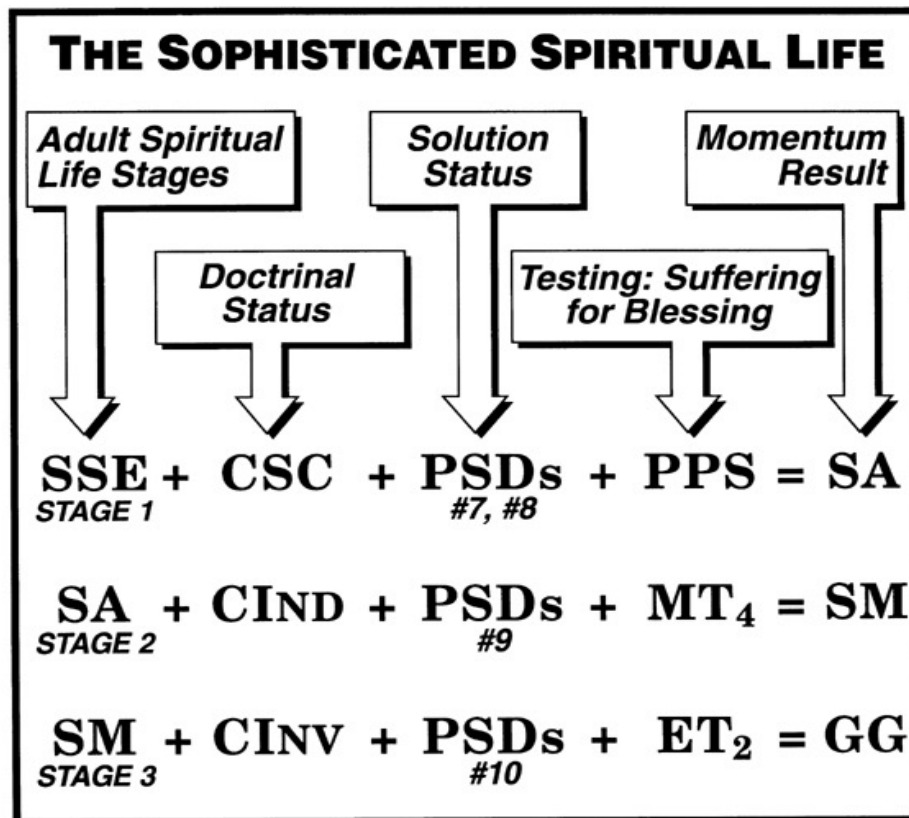 THE SOPHISTICATED SPIRITUAL LIFE
Adult Spiritual
Life Stages
Solution
Status
Momentum
Result
Doctrinal
Status
Testing: Suffering
for Blessing
SSE + CSC + PSDs + PPS = SA
STAGE 1 #7, #8
SA + CIND + PSDs + MT₄ = SM
STAGE 2 #9
SM + CINV + PSDs + ET₂ = GG
STAGE 3 #10